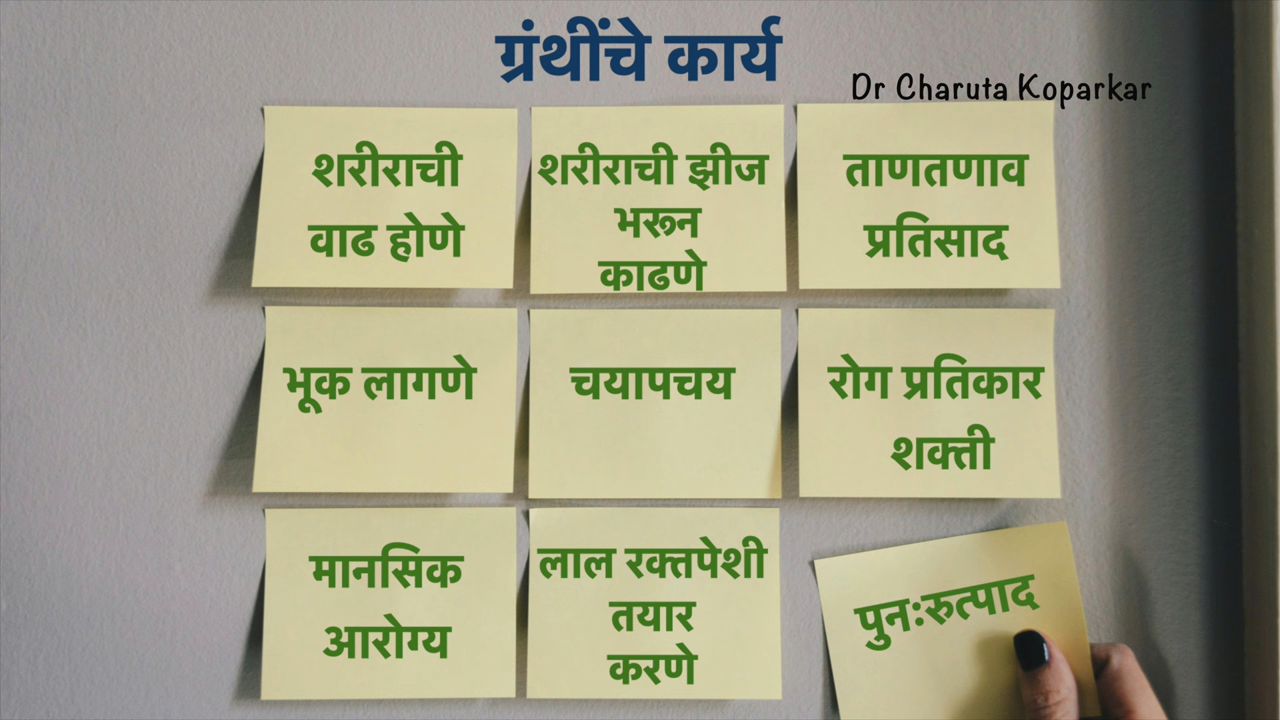 ग्रंथींचे कार्य
Dr Charuta Koparkar
शरीराची
वाढ होणे
शरीराची झीज
भरून
काढणे
ताणतणाव
प्रतिसाद
भूक लागणे
चयापचय
रोग प्रतिकार
शक्ती
मानसिक
आरोग्य
लाल रक्तपेशी
तयार
करणे
पुनःरुत्पाद